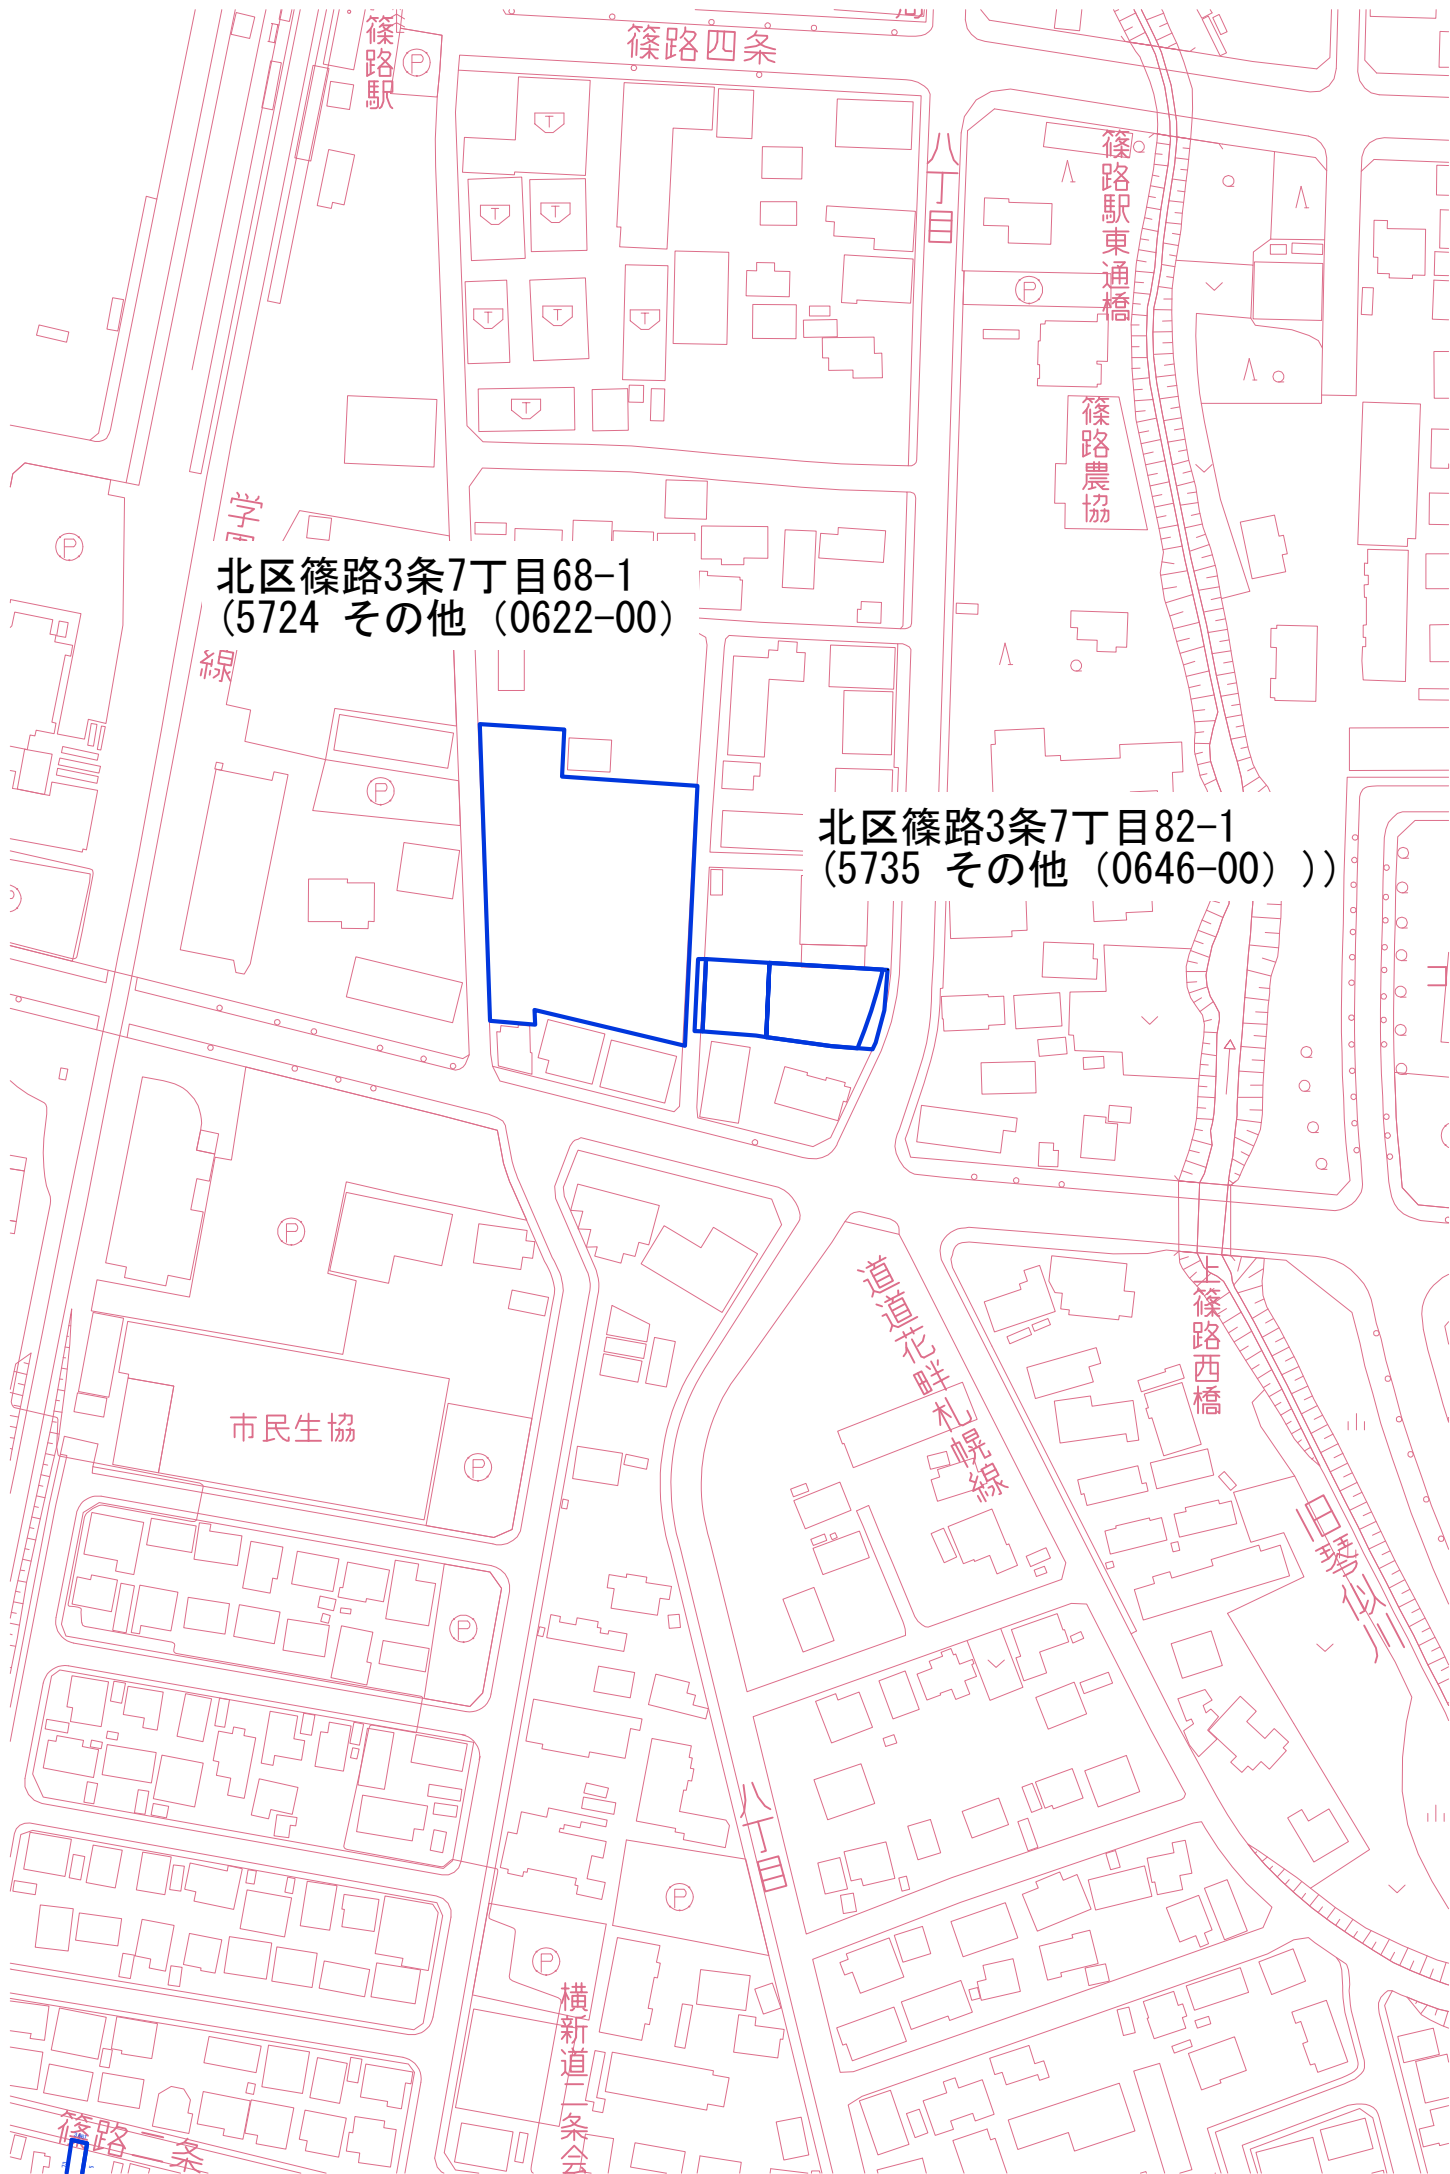 篠路駅
Ⓟ
篠路四条
T
八丁目
篠路駅東通橋
T
T
Ⓟ
T
T
T
T
篠路農協
Ⓟ
北区篠路3条7丁目68-1
(5724 その他 (0622-00)
線
Ⓟ
北区篠路3条7丁目82-1
(5735 その他 (0646-00) ))
Ⓟ
道道花畔札幌線
上篠路西橋
市民生協
Ⓟ
旧琴似川
Ⓟ
八丁目
Ⓟ
Ⓟ
横新道二条会
篠路二条